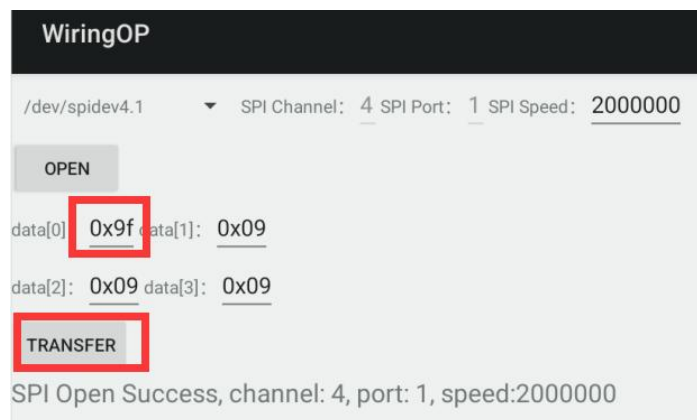 WiringOP
/dev/spidev4.1 SPI Channel: 4 SPI Port: 1 SPI Speed: 2000000
OPEN
data[0] 0x9f data[1]: 0x09
data[2]: 0x09 data[3]: 0x09
TRANSFER
SPI Open Success, channel: 4, port: 1, speed:2000000